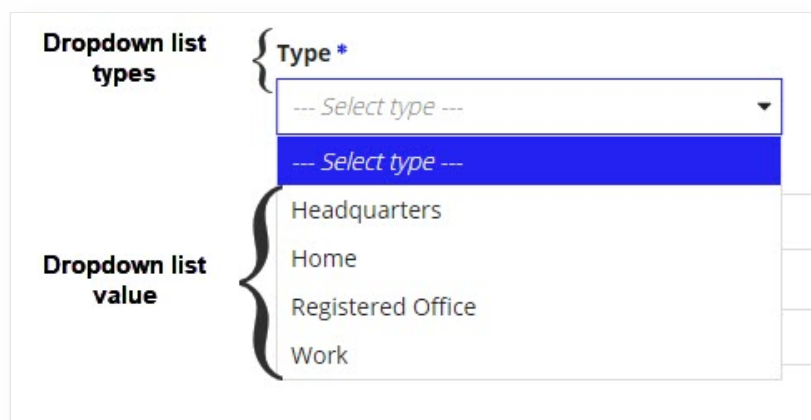 Dropdown list
types
Type *
--- Select type ---
--- Select type ---
Headquarters
Home
Dropdown list
value
Registered Office
Work